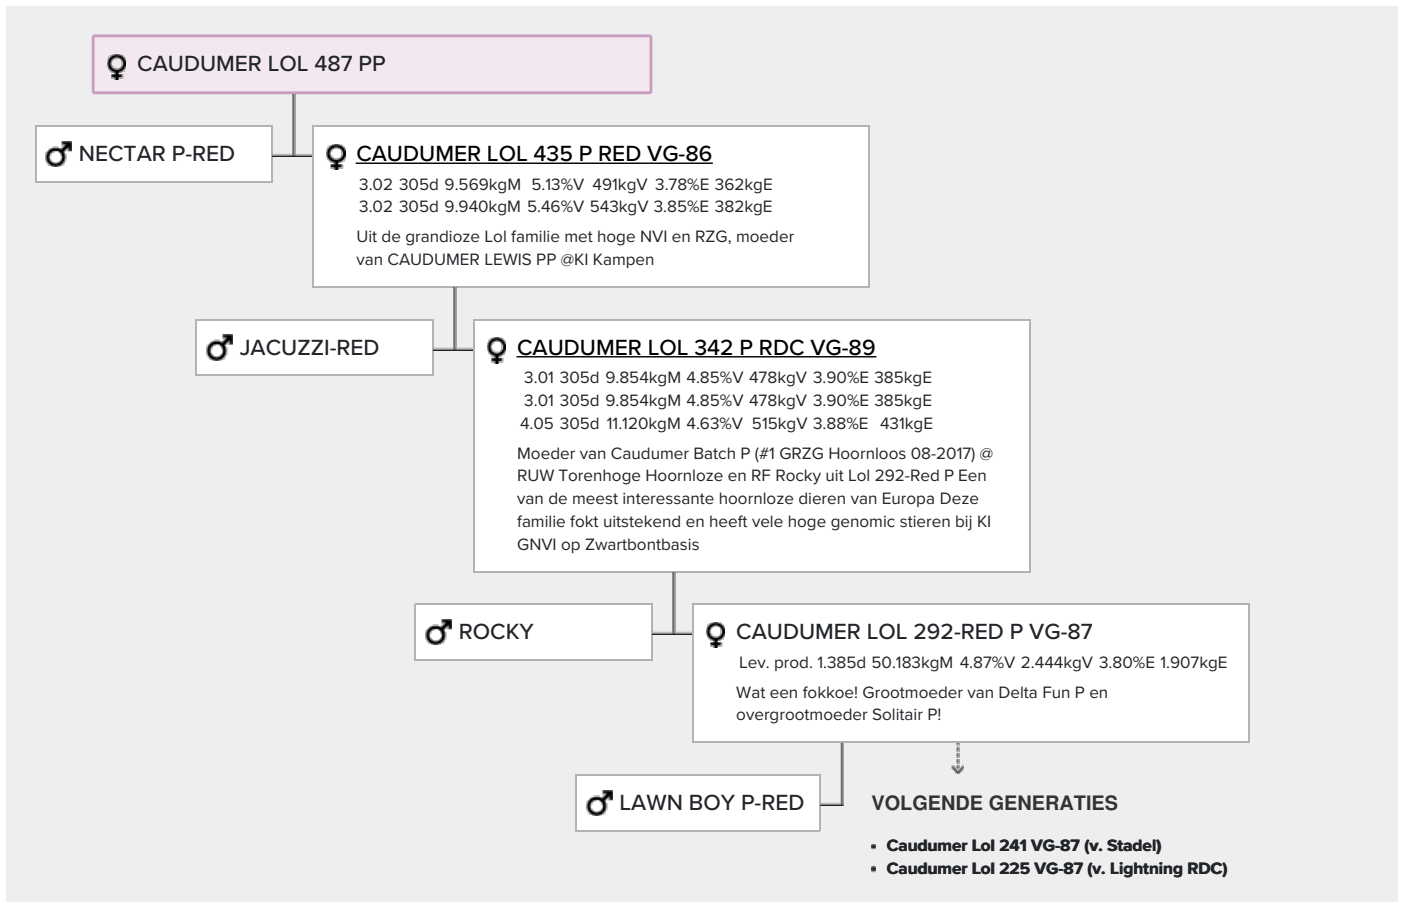 CAUDUMER LOL 487 PP
NECTAR P-RED
CAUDUMER LOL 435 P RED VG-86
3.02 305d 9.569kgM 5.13%V 491kgV 3.78%E 362kgE
3.02 305d 9.940kgM 5.46%V 543kgV 3.85%E 382kgE
Uit de grandioze Lol familie met hoge NVI en RZG, moeder
van CAUDUMER LEWIS PP @KI Kampen
JACUZZI-RED
CAUDUMER LOL 342 P RDC VG-89
3.01 305d 9.854kgM 4.85%V 478kgV 3.90%E 385kgE
3.01 305d 9.854kgM 4.85%V 478kgV 3.90%E 385kgE
4.05 305d 11.120kgM 4.63%V 515kgV 3.88%E 431kgE
Moeder van Caudumer Batch P (#1 GRZG Hoornloos 08-2017) @
RUW Torenhoge Hoornloze en RF Rocky uit Lol 292-Red P Een
van de meest interessante hoornloze dieren van Europa Deze
familie fokt uitstekend en heeft vele hoge genomic stieren bij KI
GNVI op Zwartbontbasis
ROCKY
CAUDUMER LOL 292-RED P VG-87
Lev. prod. 1.385d 50.183kgM 4.87%V 2.444kgV 3.80%E 1.907kgE
Wat een fokkoe! Grootmoeder van Delta Fun P en
overgrootmoeder Solitair P!
LAWN BOY P-RED
VOLGENDE GENERATIES
• Caudumer Lol 241 VG-87 (v. Stadel)
• Caudumer Lol 225 VG-87 (v. Lightning RDC)